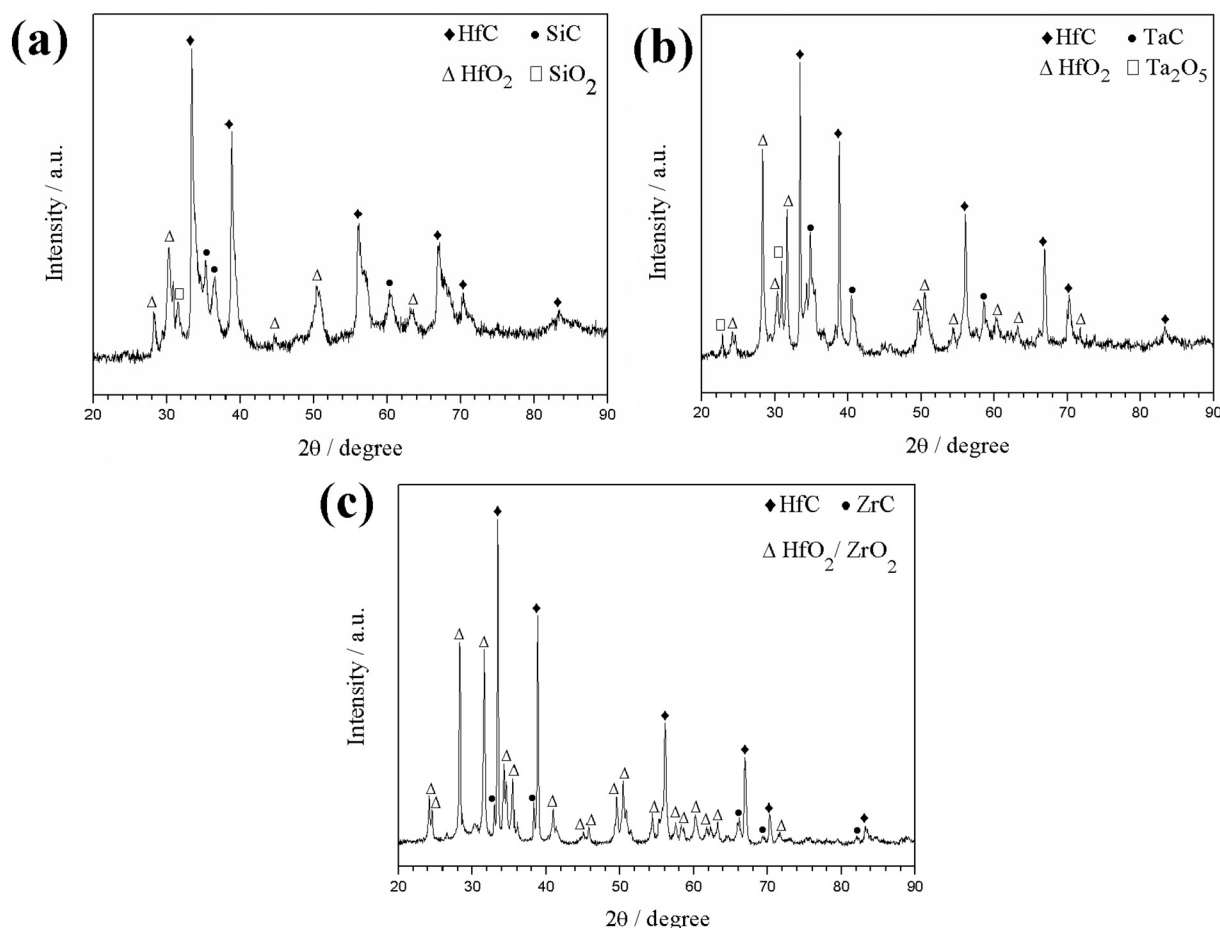 (a)
♦ HfC ● SiC
Δ HfO2 □ SiO2
Intensity / a.u.
20 30 40 50 60 70 80 90
2θ / degree
(b)
♦ HfC ● TaC
Δ HfO2 □ Ta2O5
Intensity / a.u.
20 30 40 50 60 70 80 90
2θ / degree
(c)
♦ HfC ● ZrC
Δ HfO2/ ZrO2
Intensity / a.u.
20 30 40 50 60 70 80 90
2θ / degree